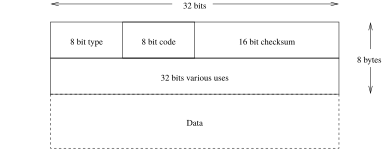 32 bits
8 bit type
8 bit code
16 bit checksum
8 bytes
32 bits various uses
Data